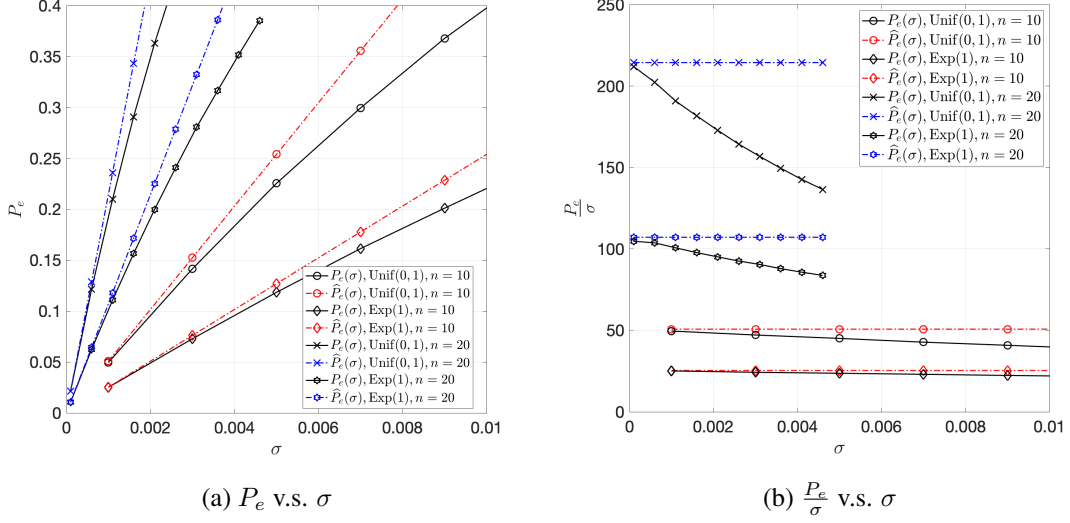 0.4
0.35
0.3
0.25
0.2
0.15
0.1
0.05
0
P_e
0 0.002 0.004 0.006 0.008 0.01
σ
P_e(σ), Unif(0, 1), n = 10
P̂_e(σ), Unif(0, 1), n = 10
P_e(σ), Exp(1), n = 10
P̂_e(σ), Exp(1), n = 10
P_e(σ), Unif(0, 1), n = 20
P̂_e(σ), Unif(0, 1), n = 20
P_e(σ), Exp(1), n = 20
P̂_e(σ), Exp(1), n = 20
(a) P_e v.s. σ
250
200
150
100
50
0
P_e/σ
0 0.002 0.004 0.006 0.008 0.01
σ
P_e(σ), Unif(0, 1), n = 10
P̂_e(σ), Unif(0, 1), n = 10
P_e(σ), Exp(1), n = 10
P̂_e(σ), Exp(1), n = 10
P_e(σ), Unif(0, 1), n = 20
P̂_e(σ), Unif(0, 1), n = 20
P_e(σ), Exp(1), n = 20
P̂_e(σ), Exp(1), n = 20
(b) P_e/σ v.s. σ